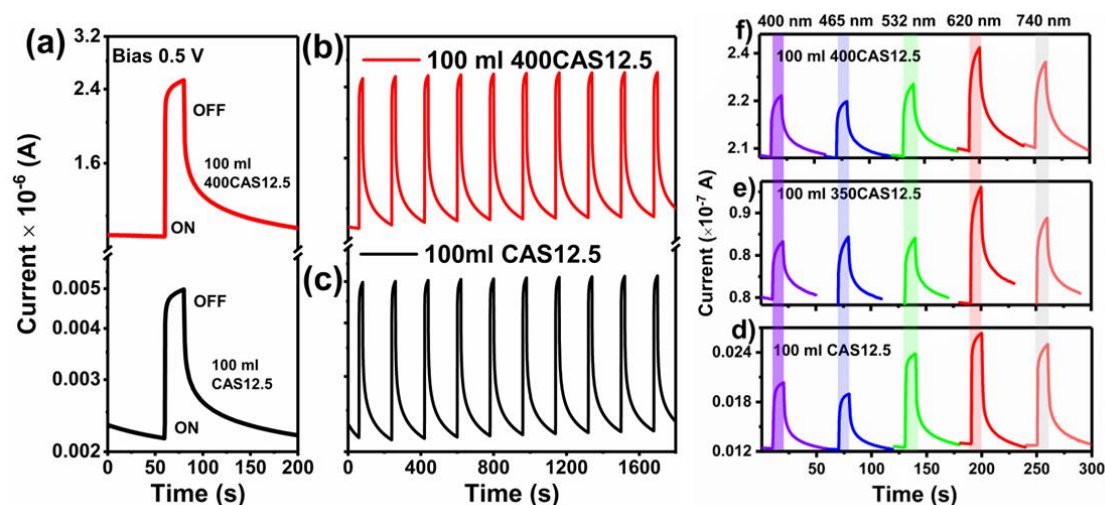 (a)
Bias 0.5 V
3.2
2.4
1.6
OFF
ON
100 ml
400CAS12.5
0.005
0.004
0.003
0.002
OFF
ON
100 ml
CAS12.5
Current × 10⁻⁶ (A)
0 50 100 150 200
Time (s)
(b)
100 ml 400CAS12.5
(c)
100ml CAS12.5
0 400 800 1200 1600
Time (s)
400 nm 465 nm 532 nm 620 nm 740 nm
f)
100 ml 400CAS12.5
2.4
2.2
2.1
e)
100 ml 350CAS12.5
0.9
0.8
0.8
d)
100 ml CAS12.5
0.024
0.018
0.012
Current (×10⁻⁷ A)
50 100 150 200 250 300
Time (s)